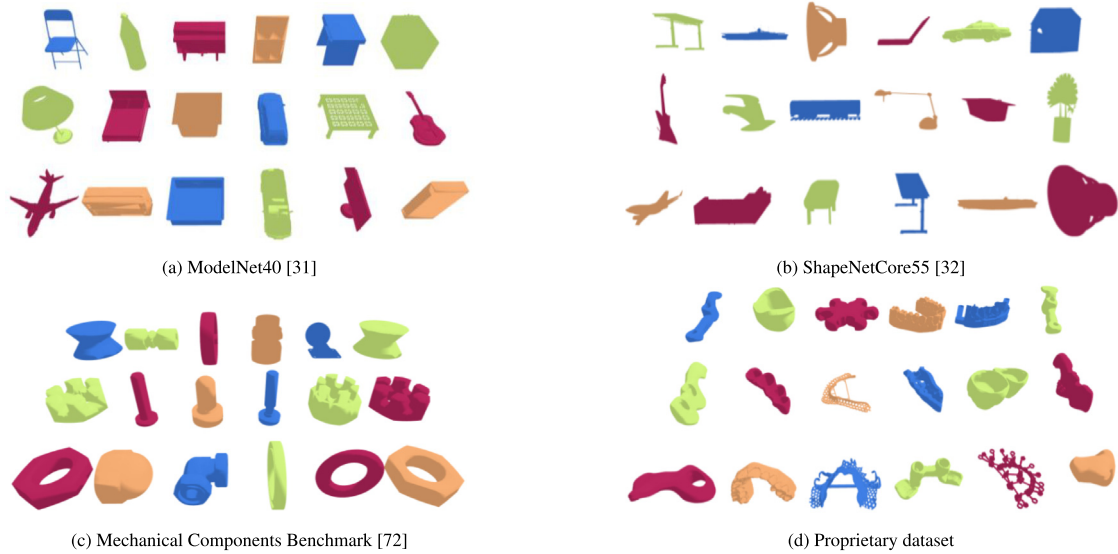 (a) ModelNet40 [31]
(b) ShapeNetCore55 [32]
(c) Mechanical Components Benchmark [72]
(d) Proprietary dataset